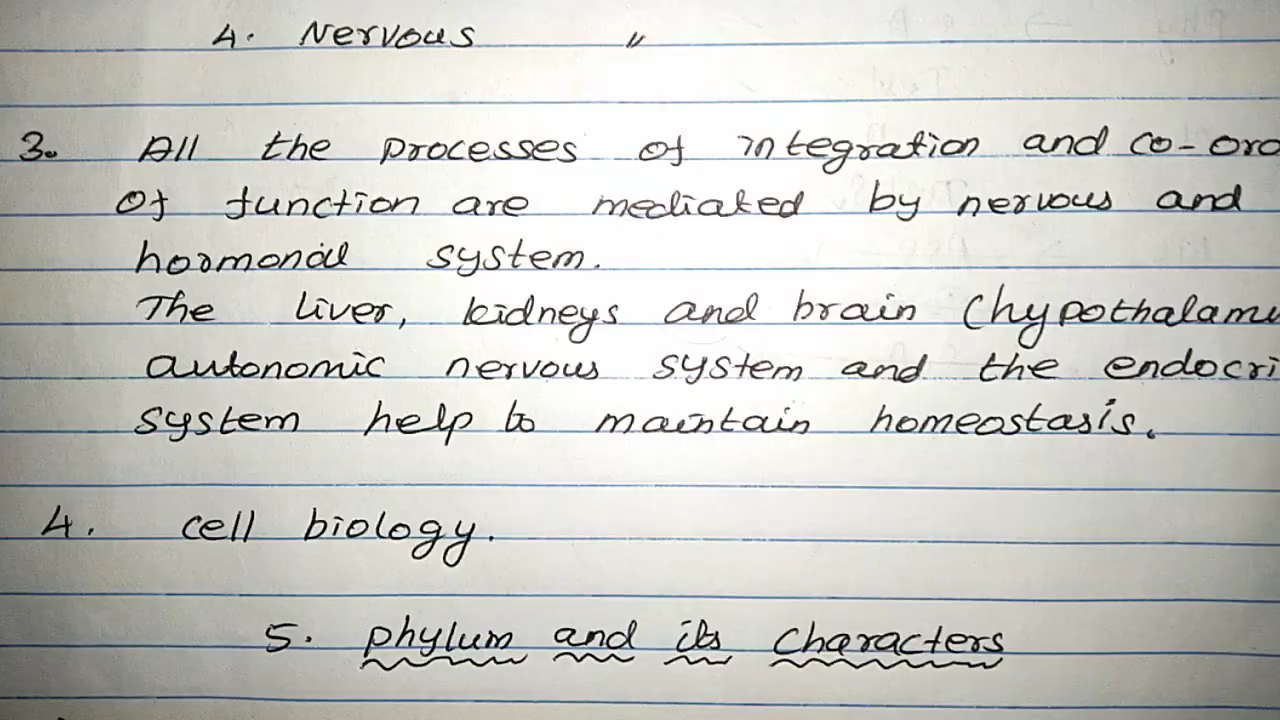 4. Nervous "
3. All the processes of integration and co-ord
of function are mediated by nervous and
hormonal system.
The liver, kidneys and brain (hypothalamu
autonomic nervous system and the endocri
system help to maintain homeostasis.
4. cell biology.
5. phylum and its characters